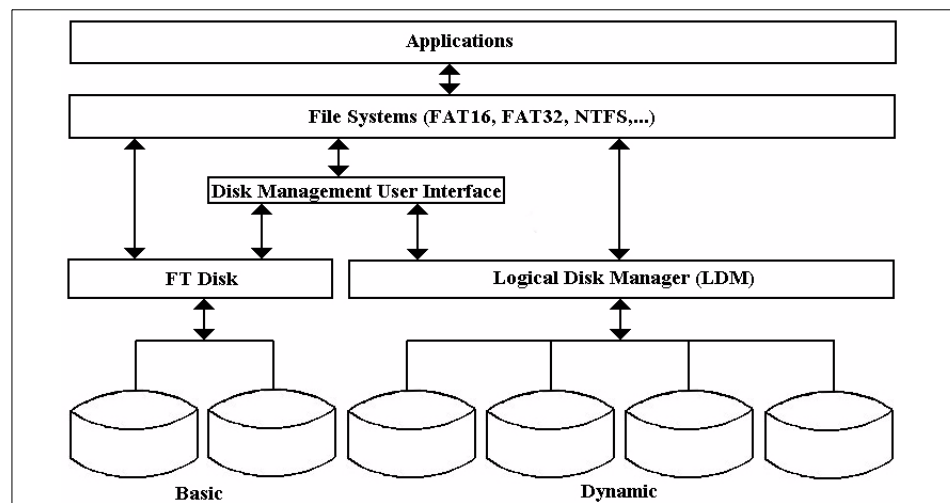 Applications
File Systems (FAT16, FAT32, NTFS,...)
Disk Management User Interface
FT Disk
Logical Disk Manager (LDM)
Basic
Dynamic